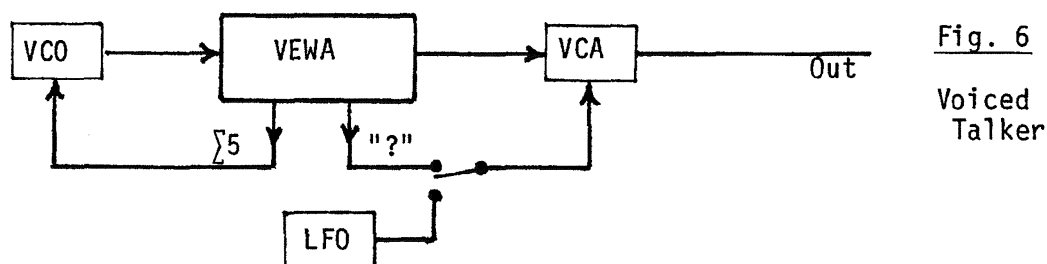 VCO
VEWA
VCA
Out
Fig. 6
Voiced
Talker
∑5
"?"
LFO